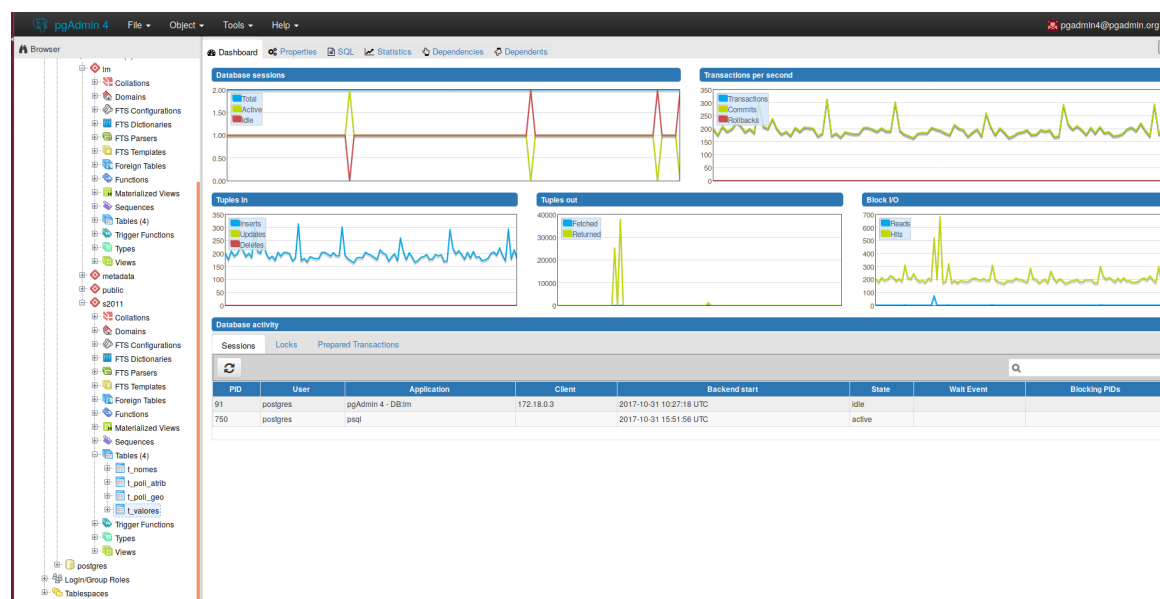 pgAdmin 4 File Object Tools Help pgadmin4@pgadmin.org
Browser
Dashboard Properties SQL Statistics Dependencies Dependents
lm
Collations
Domains
FTS Configurations
FTS Dictionaries
FTS Parsers
FTS Templates
Foreign Tables
Functions
Materialized Views
Sequences
Tables (4)
Trigger Functions
Types
Views
metadata
public
s2011
Collations
Domains
FTS Configurations
FTS Dictionaries
FTS Parsers
FTS Templates
Foreign Tables
Functions
Materialized Views
Sequences
Tables (4)
t_nomes
t_poli_atrib
t_poli_geo
t_valores
Trigger Functions
Types
Views
postgres
Login/Group Roles
Tablespaces
Database sessions
2.00
1.50
1.00
0.50
0.00
Total
Active
Idle
Transactions per second
350
300
250
200
150
100
50
0
Transactions
Commits
Rollbacks
Tuples in
350
300
250
200
150
100
50
0
Inserts
Updates
Deletes
Tuples out
40000
30000
20000
10000
0
Fetched
Returned
Block I/O
700
600
500
400
300
200
100
0
Reads
Hits
Database activity
Sessions Locks Prepared Transactions
PID User Application Client Backend start State Wait Event Blocking PIDs
91 postgres pgAdmin 4 - DB:lm 172.18.0.3 2017-10-31 10:27:18 UTC idle
750 postgres psql 2017-10-31 15:51:56 UTC active